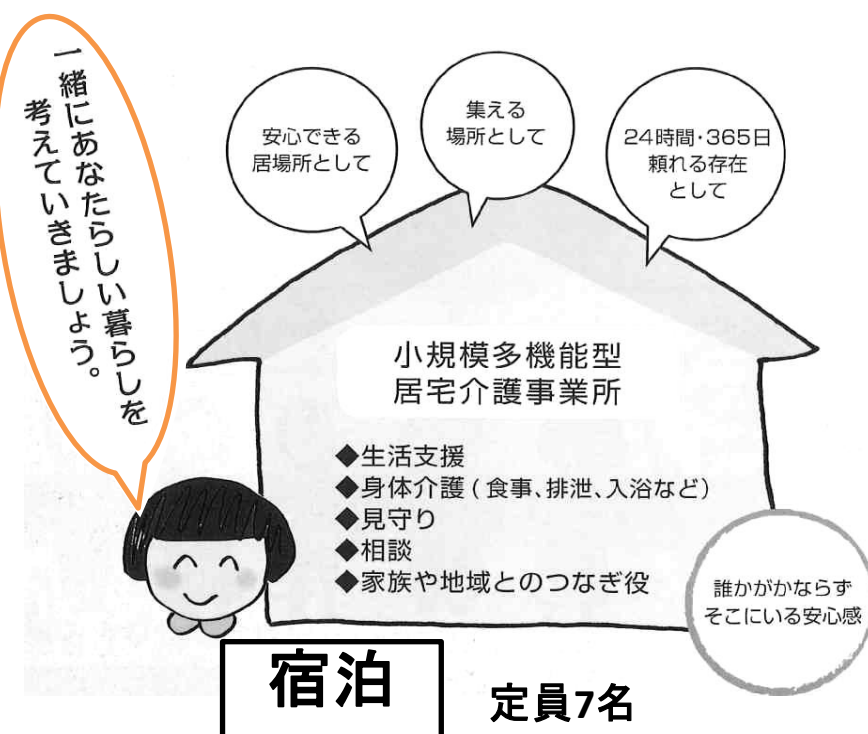 一緒にあなたらしい暮らしを
考えていきましょう。
安心できる
居場所として
集える
場所として
24時間・365日
頼れる存在
として
小規模多機能型
居宅介護事業所
◆生活支援
◆身体介護(食事、排泄、入浴など)
◆見守り
◆相談
◆家族や地域とのつなぎ役
誰かがかならず
そこにいる安心感
宿泊
定員7名